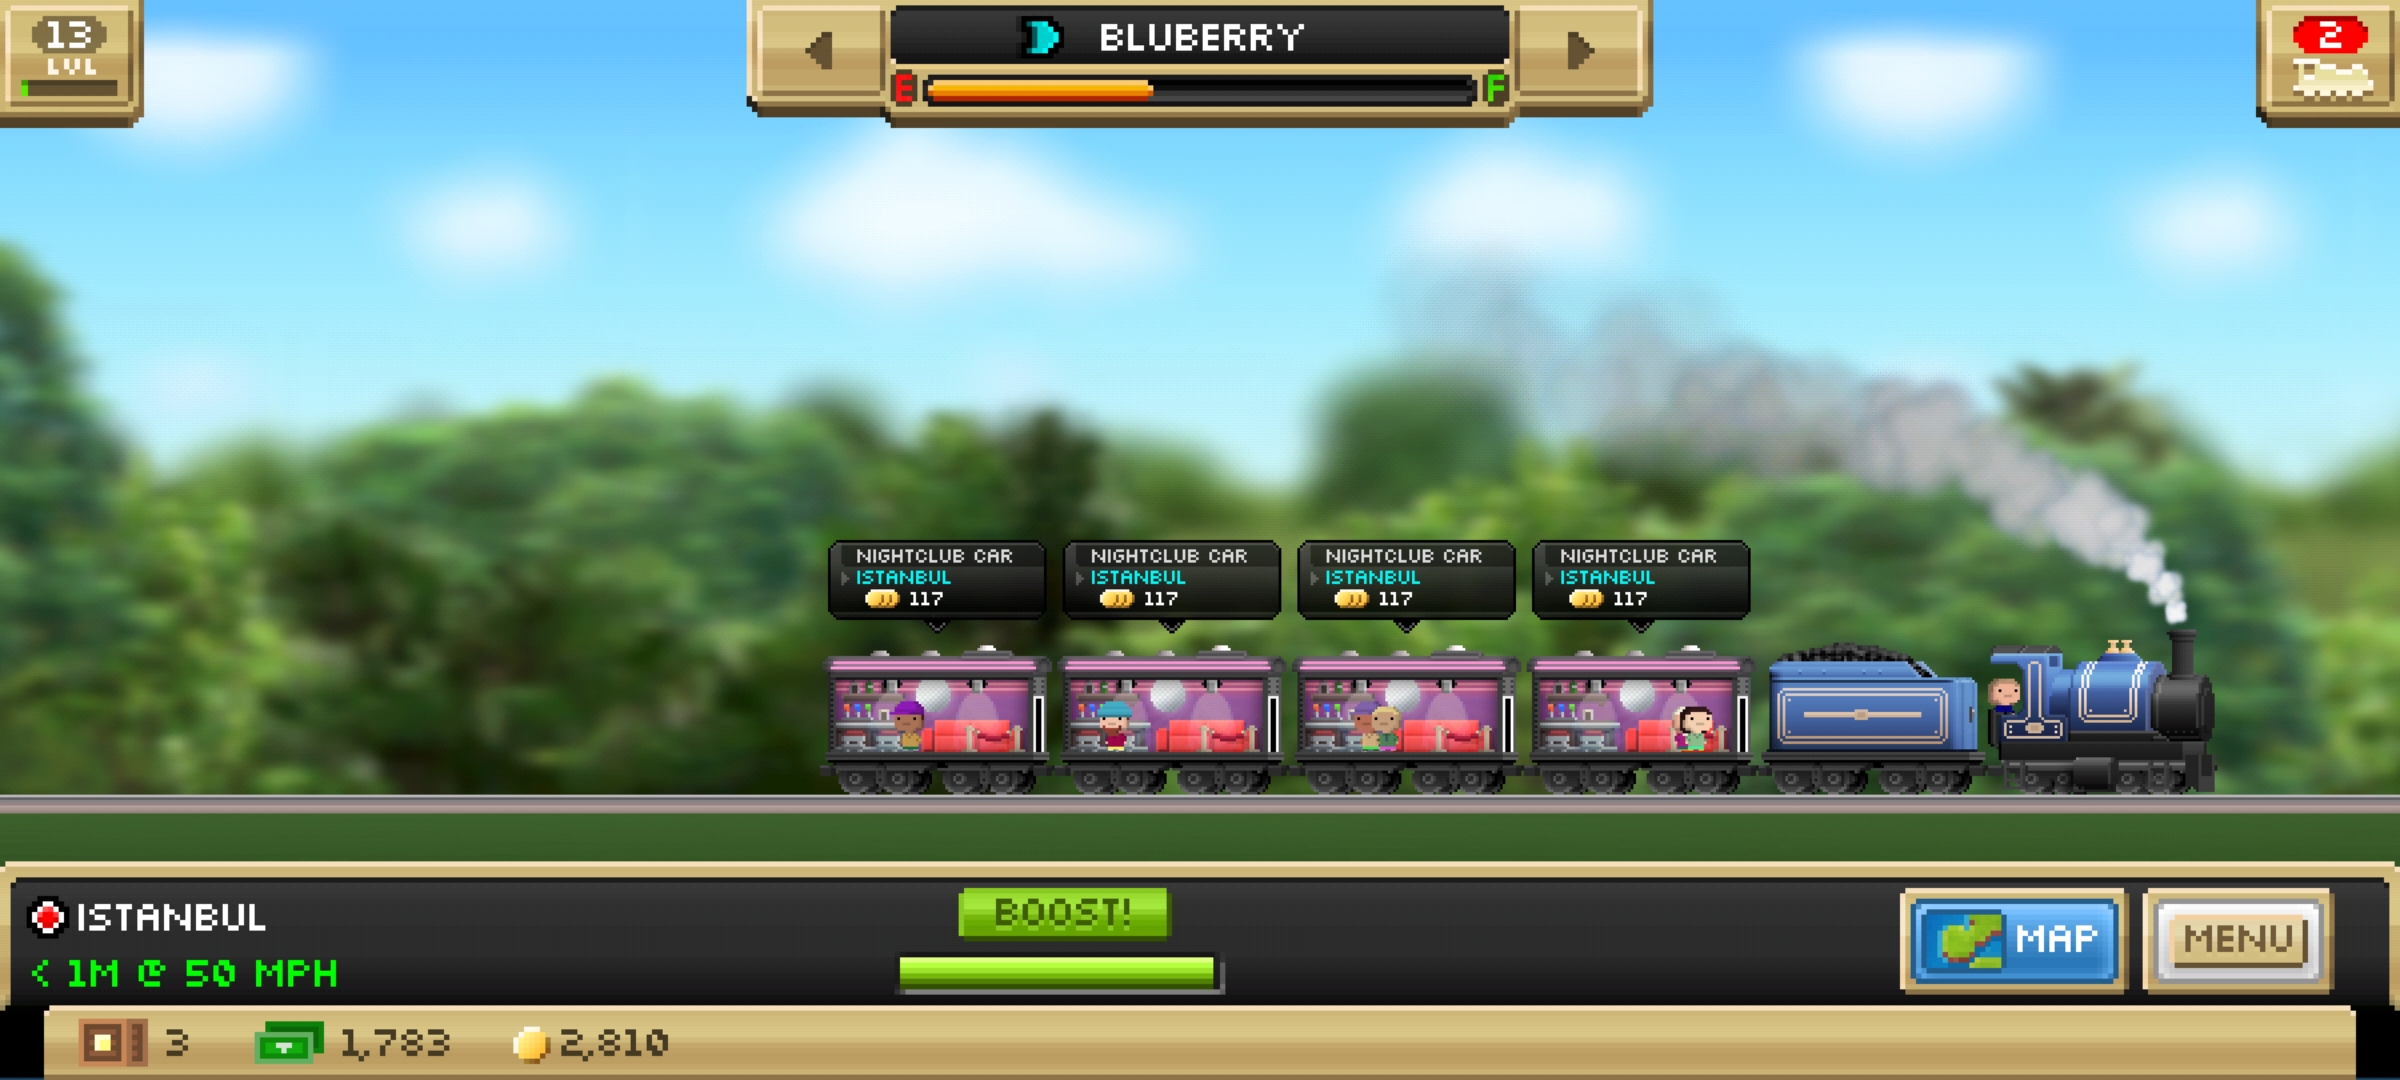 13
LVL
BLUBERRY
E F
2
NIGHTCLUB CAR
ISTANBUL
117
NIGHTCLUB CAR
ISTANBUL
117
NIGHTCLUB CAR
ISTANBUL
117
NIGHTCLUB CAR
ISTANBUL
117
ISTANBUL
< 1M @ 50 MPH
BOOST!
MAP
MENU
3 1,783 2,810